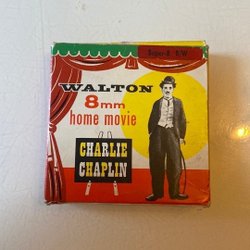 Super-8 B/W
WALTON
8mm
home movie
CHARLIE
CHAPLIN